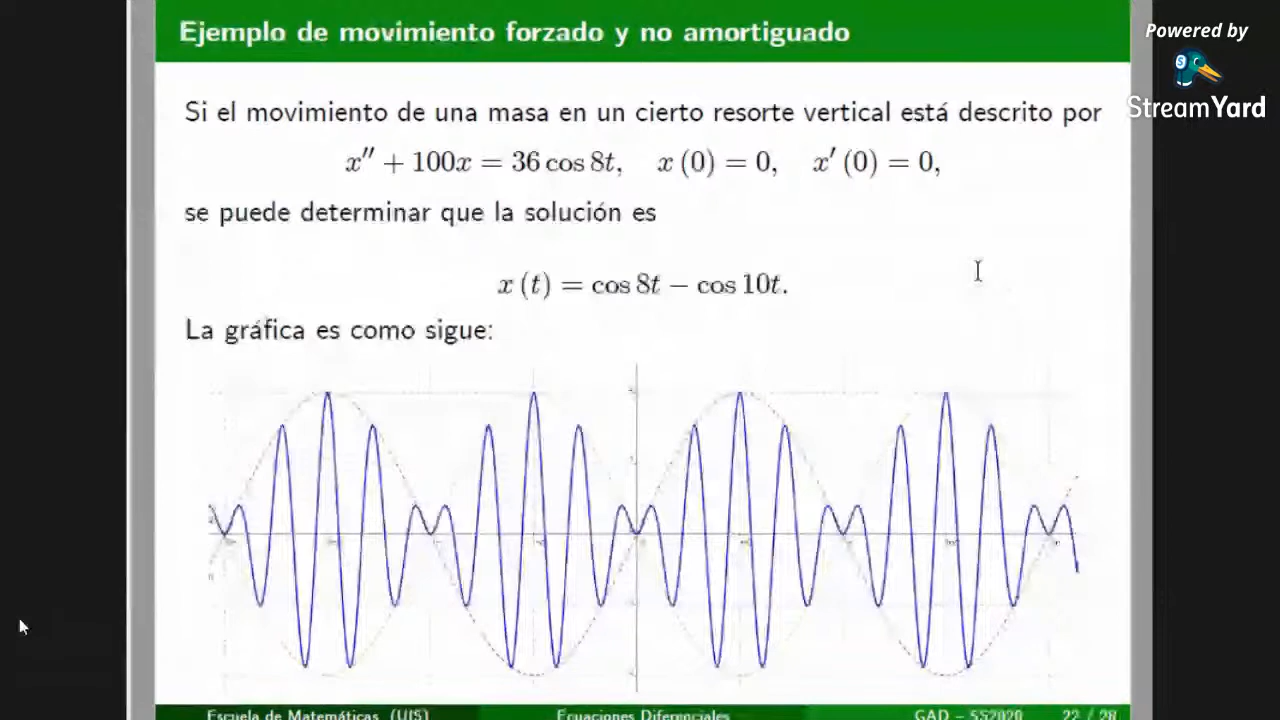 Ejemplo de movimiento forzado y no amortiguado
Powered by
StreamYard
Si el movimiento de una masa en un cierto resorte vertical está descrito por
x″ + 100x = 36 cos 8t, x (0) = 0, x′ (0) = 0,
se puede determinar que la solución es
x (t) = cos 8t − cos 10t.
La gráfica es como sigue:
Escuela de Matemáticas (UIS) Ecuaciones Diferenciales GAD – SS2020 22 / 28